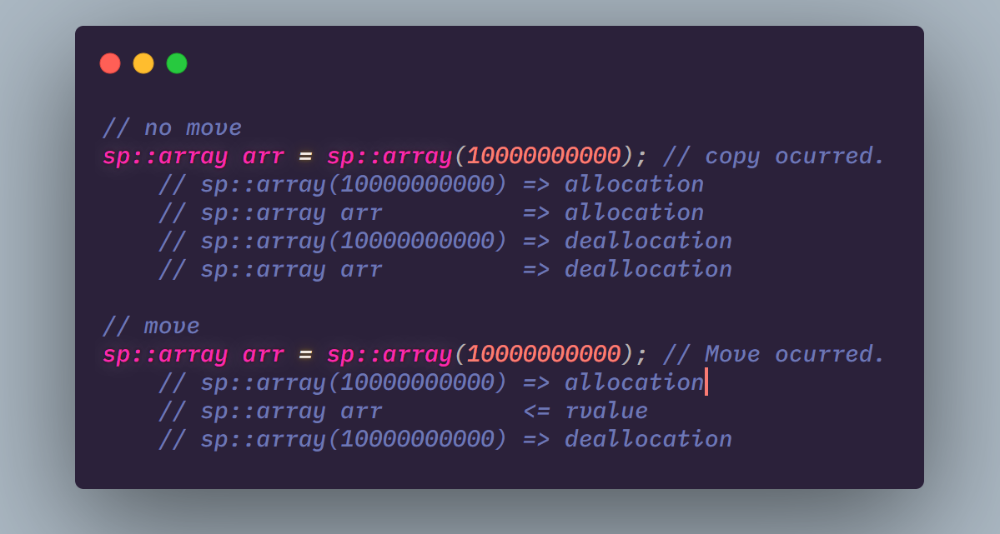 // no move
sp::array arr = sp::array(10000000000); // copy ocurred.
    // sp::array(10000000000) => allocation
    // sp::array arr          => allocation
    // sp::array(10000000000) => deallocation
    // sp::array arr          => deallocation

// move
sp::array arr = sp::array(10000000000); // Move ocurred.
    // sp::array(10000000000) => allocation
    // sp::array arr          <= rvalue
    // sp::array(10000000000) => deallocation